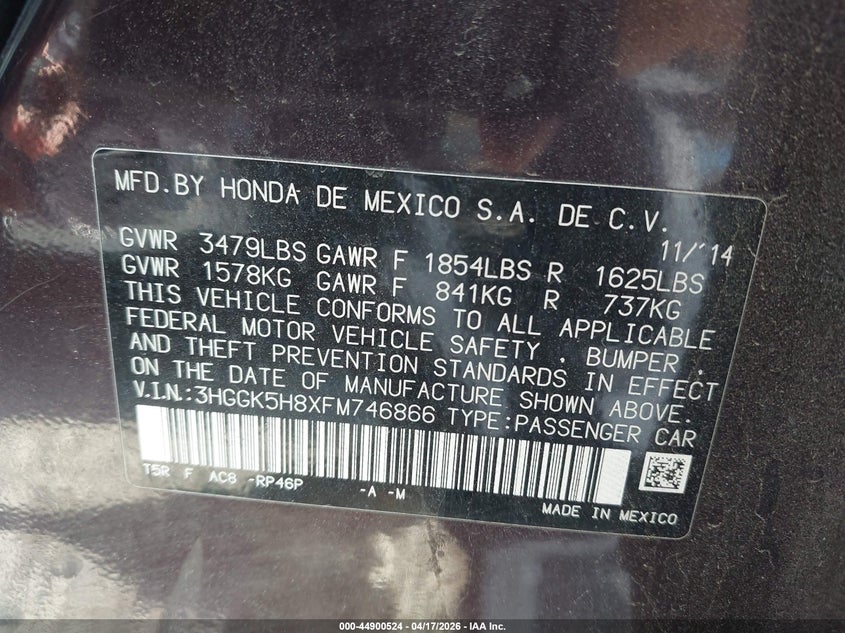 MFD.BY HONDA DE MEXICO S.A. DE C.V.
11/'14
GVWR 3479LBS GAWR F 1854LBS R 1625LBS
GVWR 1578KG GAWR F 841KG R 737KG
THIS VEHICLE CONFORMS TO ALL APPLICABLE
FEDERAL MOTOR VEHICLE SAFETY , BUMPER ,
AND THEFT PREVENTION STANDARDS IN EFFECT
ON THE DATE OF MANUFACTURE SHOWN ABOVE.
V.I.N.:3HGGK5H8XFM746866 TYPE:PASSENGER CAR
T5R F AC8 -RP46P -A -M
MADE IN MEXICO
000-44900524 - 04/17/2026 - IAA Inc.